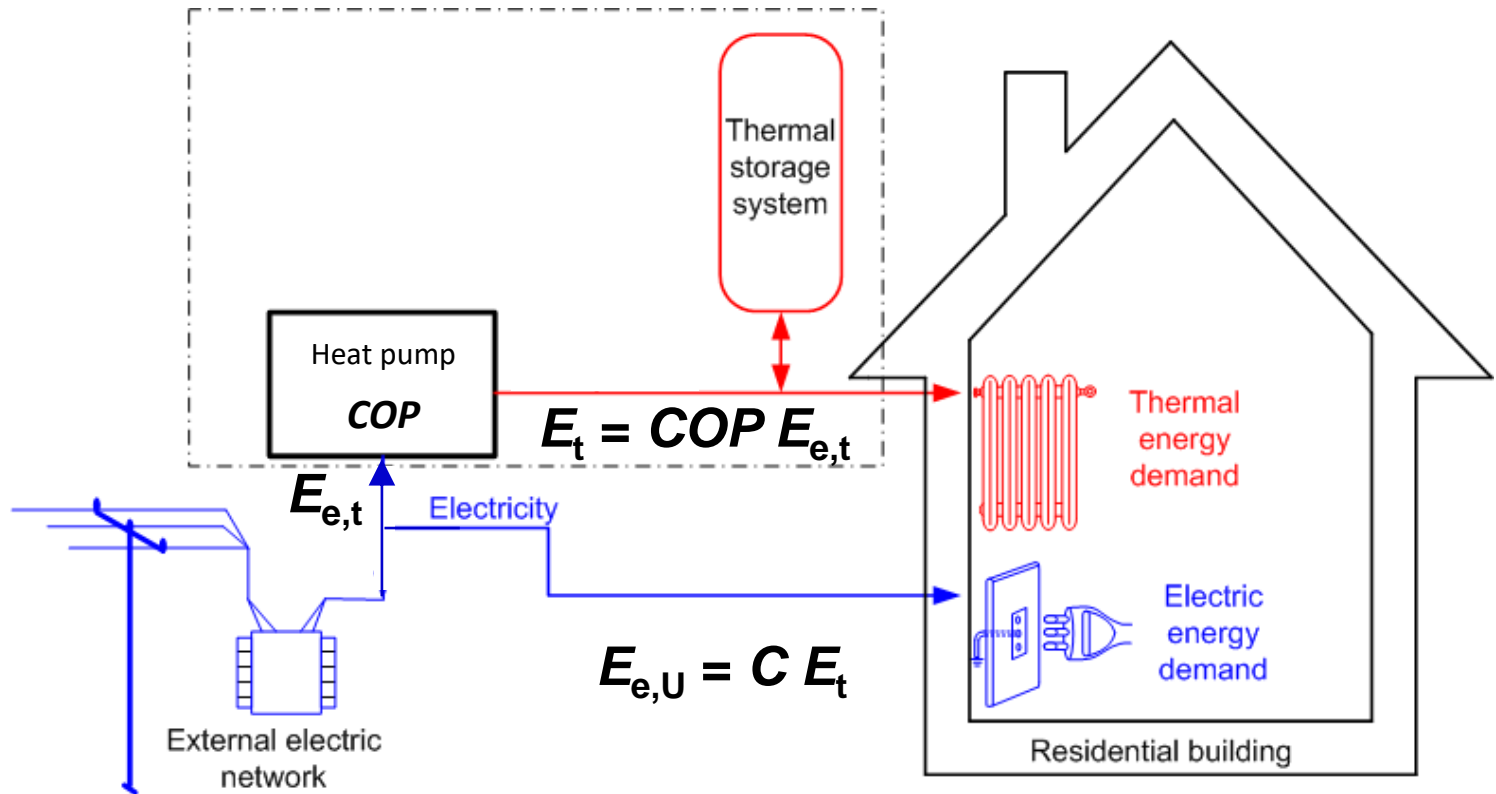 Thermal
storage
system
Heat pump
COP
E_t = COP E_e,t
E_e,t
Electricity
Thermal
energy
demand
Electric
energy
demand
E_e,U = C E_t
External electric
network
Residential building